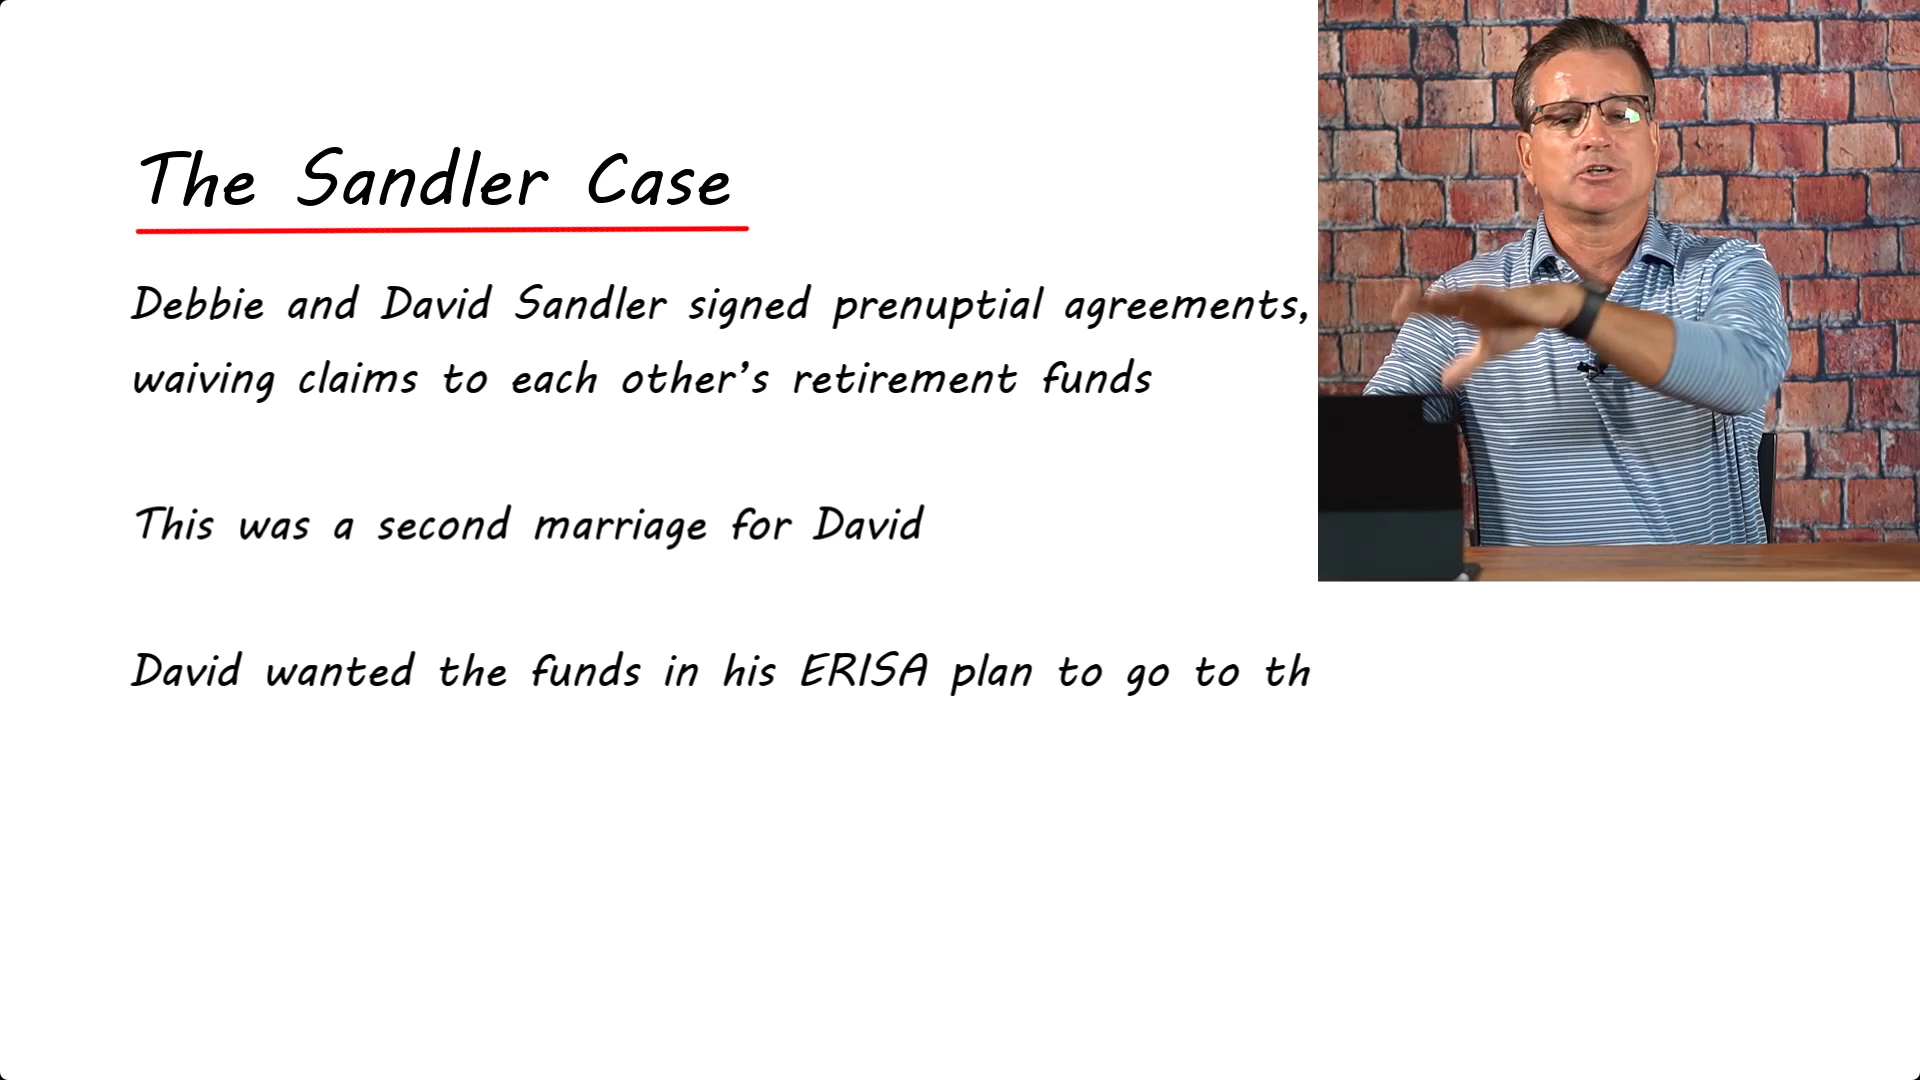 The Sandler Case
Debbie and David Sandler signed prenuptial agreements,
waiving claims to each other’s retirement funds
This was a second marriage for David
David wanted the funds in his ERISA plan to go to th